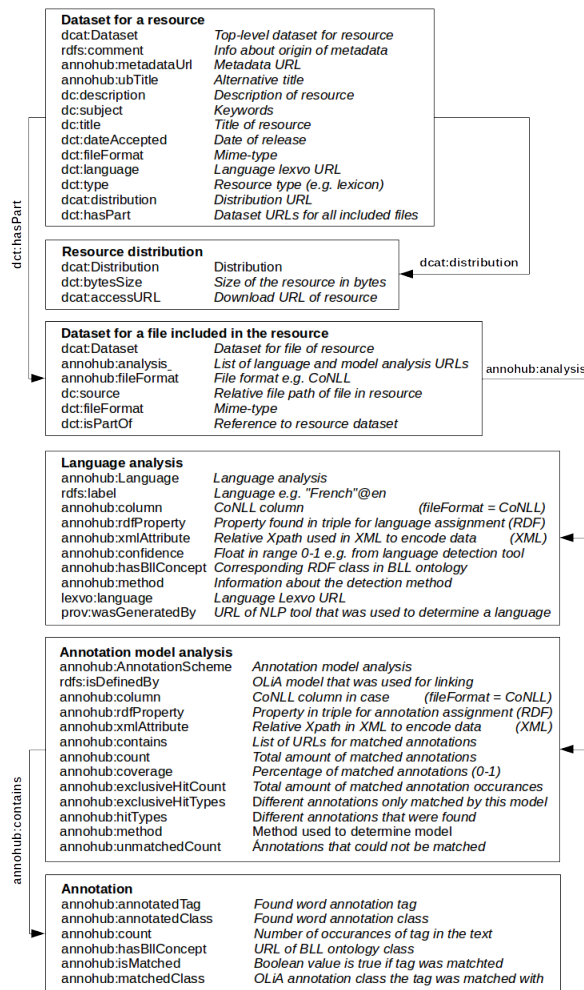 Dataset for a resource
dcat:Dataset Top-level dataset for resource
rdfs:comment Info about origin of metadata
annohub:metadataUrl Metadata URL
annohub:ubTitle Alternative title
dc:description Description of resource
dc:subject Keywords
dc:title Title of resource
dct:dateAccepted Date of release
dct:fileFormat Mime-type
dct:language Language lexvo URL
dct:type Resource type (e.g. lexicon)
dcat:distribution Distribution URL
dct:hasPart Dataset URLs for all included files
dct:hasPart
Resource distribution
dcat:Distribution Distribution
dct:bytesSize Size of the resource in bytes
dcat:accessURL Download URL of resource
dcat:distribution
Dataset for a file included in the resource
dcat:Dataset Dataset for file of resource
annohub:analysis List of language and model analysis URLs
annohub:fileFormat File format e.g. CoNLL
dc:source Relative file path of file in resource
dct:fileFormat Mime-type
dct:isPartOf Reference to resource dataset
annohub:analysis
Language analysis
annohub:Language Language analysis
rdfs:label Language e.g. "French"@en
annohub:column CoNLL column (fileFormat = CoNLL)
annohub:rdfProperty Property found in triple for language assignment (RDF)
annohub:xmlAttribute Relative Xpath used in XML to encode data (XML)
annohub:confidence Float in range 0-1 e.g. from language detection tool
annohub:hasBllConcept Corresponding RDF class in BLL ontology
annohub:method Information about the detection method
lexvo:language Language Lexvo URL
prov:wasGeneratedBy URL of NLP tool that was used to determine a language
Annotation model analysis
annohub:AnnotationScheme Annotation model analysis
rdfs:isDefinedBy OLiA model that was used for linking
annohub:column CoNLL column in case (fileFormat = CoNLL)
annohub:rdfProperty Property in triple for annotation assignment (RDF)
annohub:xmlAttribute Relative Xpath in XML to encode data (XML)
annohub:contains List of URLs for matched annotations
annohub:count Total amount of matched annotations
annohub:coverage Percentage of matched annotations (0-1)
annohub:exclusiveHitCount Total amount of matched annotation occurances
annohub:exclusiveHitTypes Different annotations only matched by this model
annohub:hitTypes Different annotations that were found
annohub:method Method used to determine model
annohub:unmatchedCount Ánnotations that could not be matched
annohub:contains
Annotation
annohub:annotatedTag Found word annotation tag
annohub:annotatedClass Found word annotation class
annohub:count Number of occurances of tag in the text
annohub:hasBllConcept URL of BLL ontology class
annohub:isMatched Boolean value is true if tag was matchted
annohub:matchedClass OLiA annotation class the tag was matched with